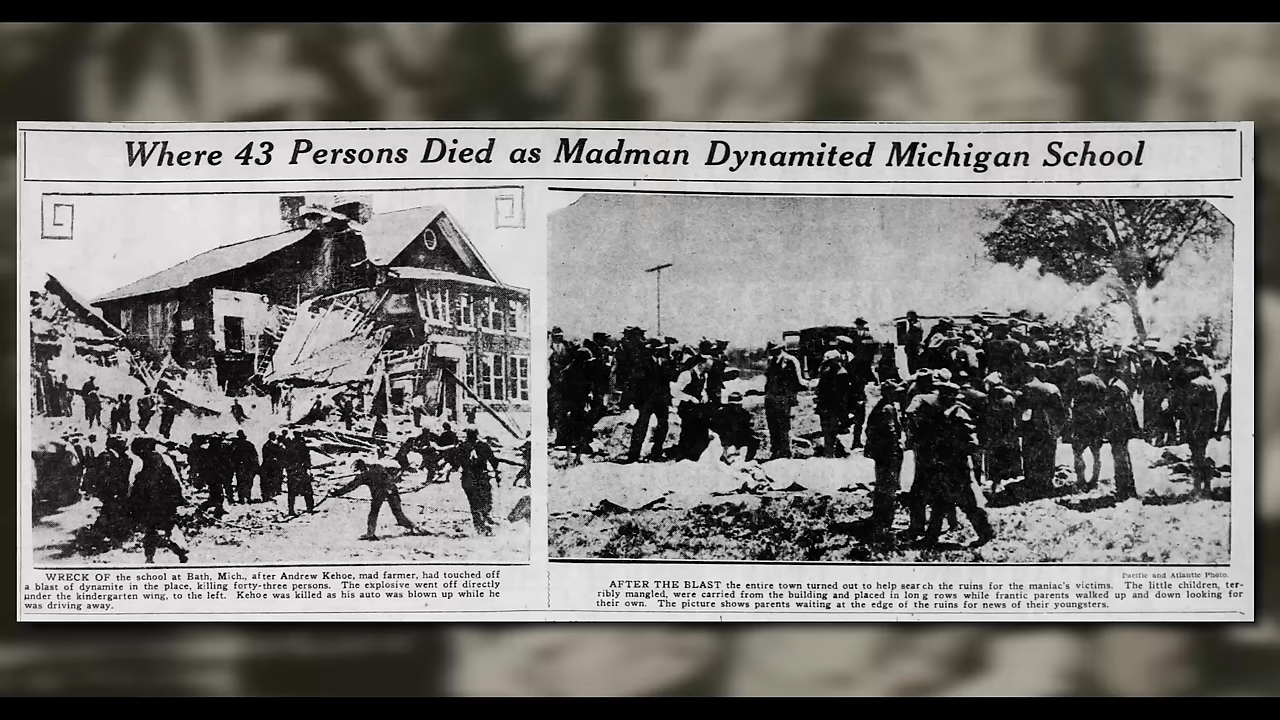 Where 43 Persons Died as Madman Dynamited Michigan School
WRECK OF the school at Bath, Mich., after Andrew Kehoe, mad farmer, had touched off
a blast of dynamite in the place, killing forty-three persons. The explosive went off directly
under the kindergarten wing, to the left. Kehoe was killed as his auto was blown up while he
was driving away.
Pacific and Atlantic Photo.
AFTER THE BLAST the entire town turned out to help search the ruins for the maniac's victims. The little children, ter-
ribly mangled, were carried from the building and placed in long rows while frantic parents walked up and down looking for
their own. The picture shows parents waiting at the edge of the ruins for news of their youngsters.